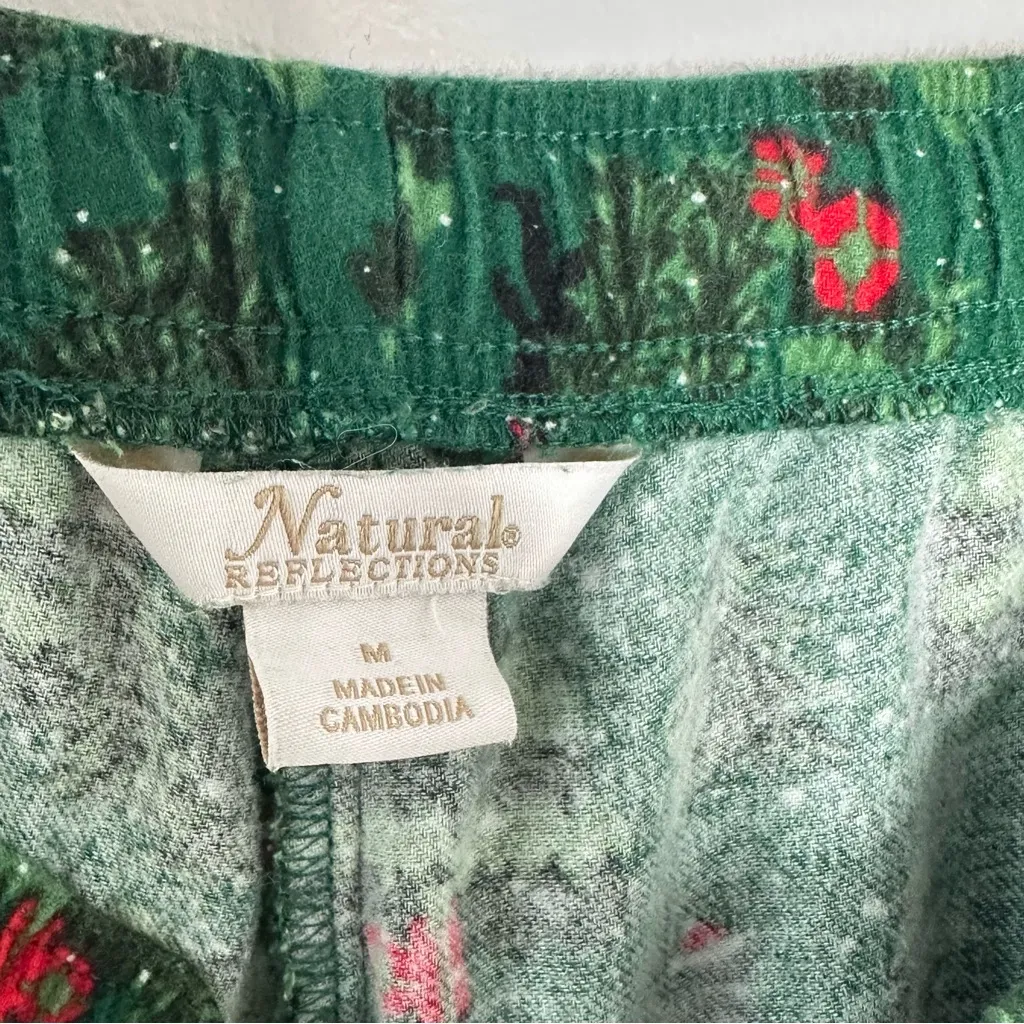 Natural®
REFLECTIONS
M
MADE IN
CAMBODIA